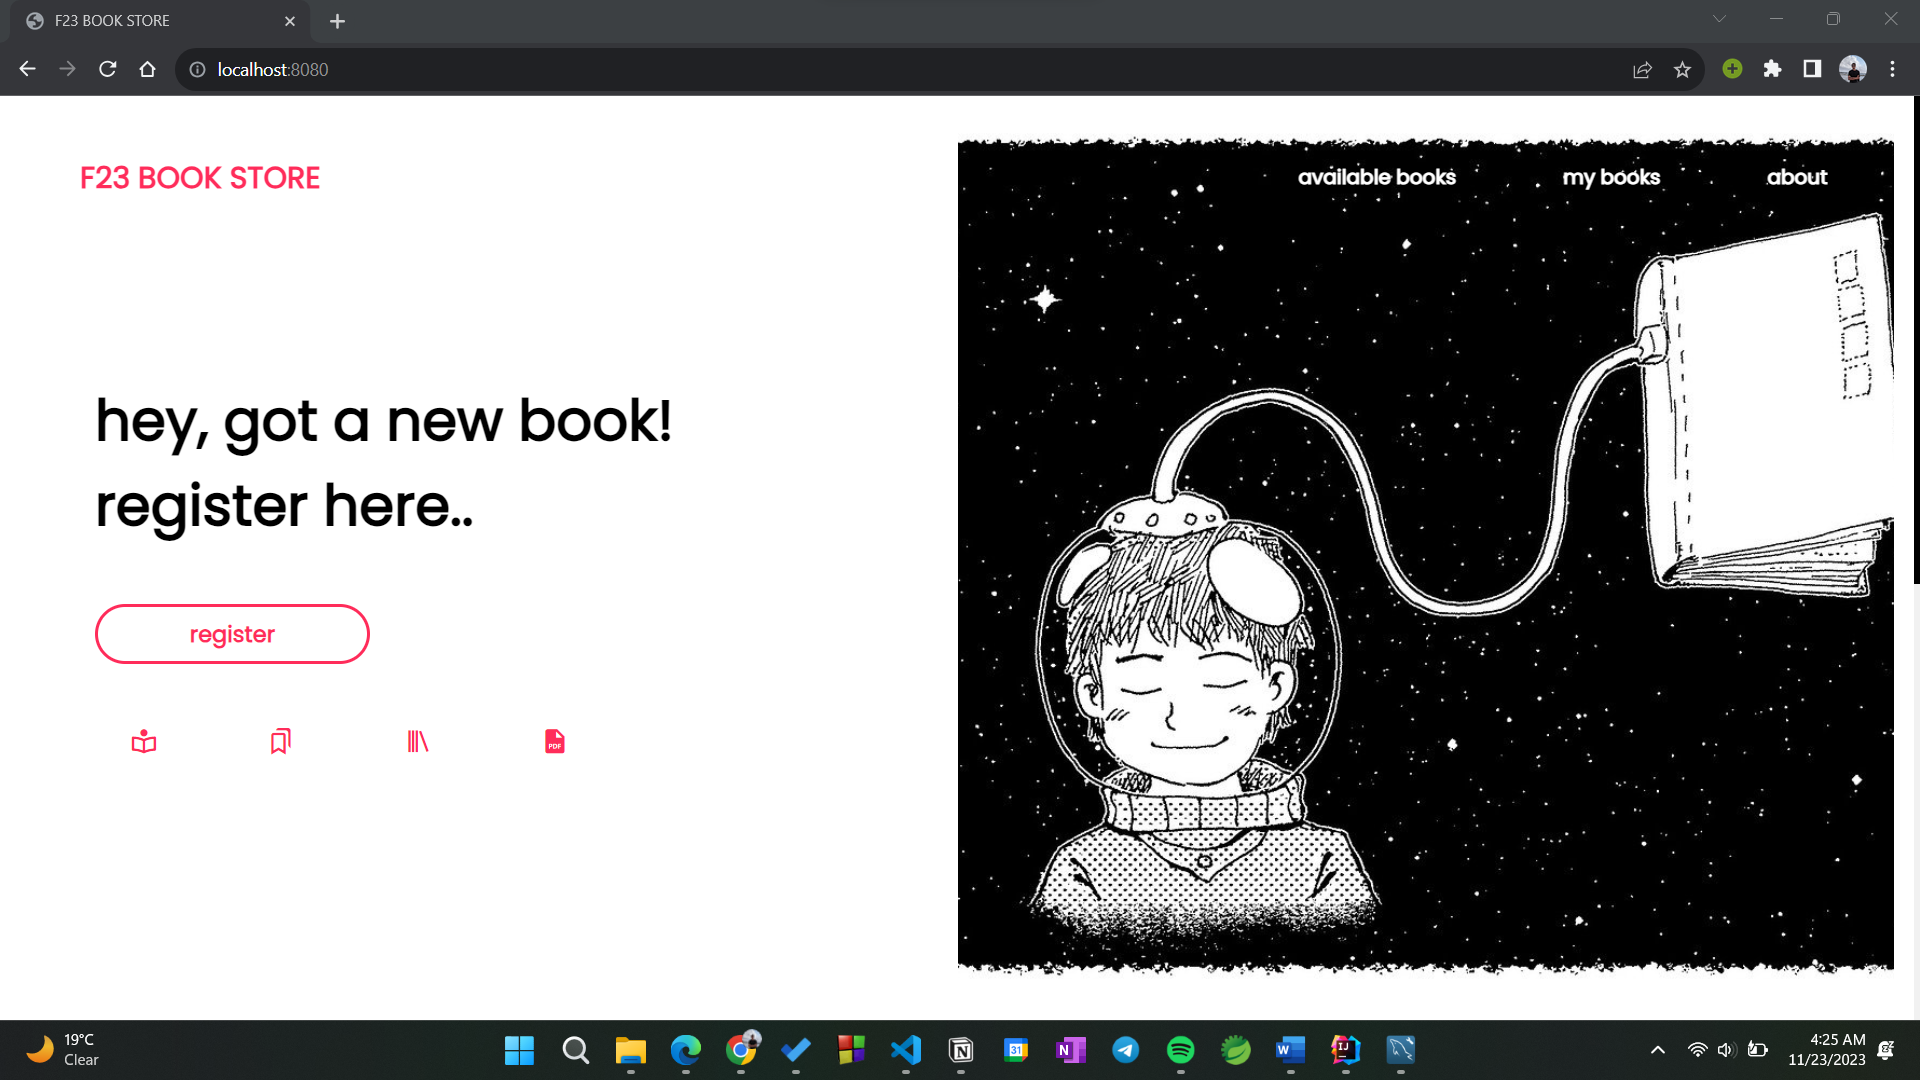 F23 BOOK STORE
localhost:8080
F23 BOOK STORE
available books
my books
about
hey, got a new book!
register here..
register
PDF
19°C
Clear
31
N
N
W
IJ
4:25 AM
11/23/2023